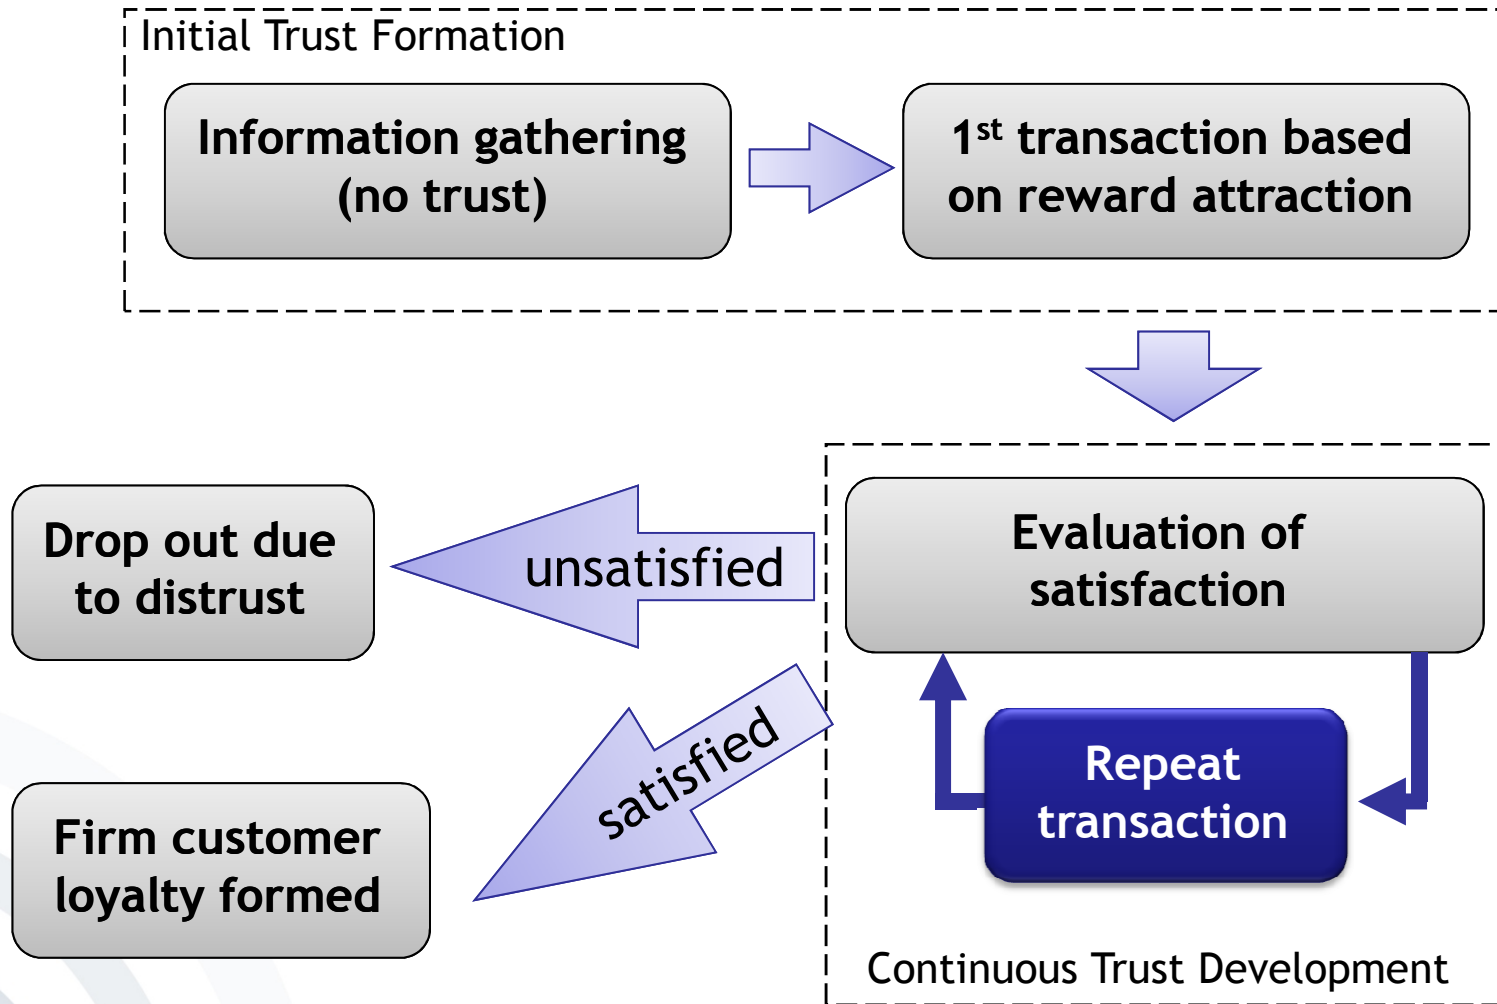 Initial Trust Formation
Information gathering
(no trust)
1st transaction based
on reward attraction
Evaluation of
satisfaction
unsatisfied
Drop out due
to distrust
satisfied
Repeat
transaction
Firm customer
loyalty formed
Continuous Trust Development